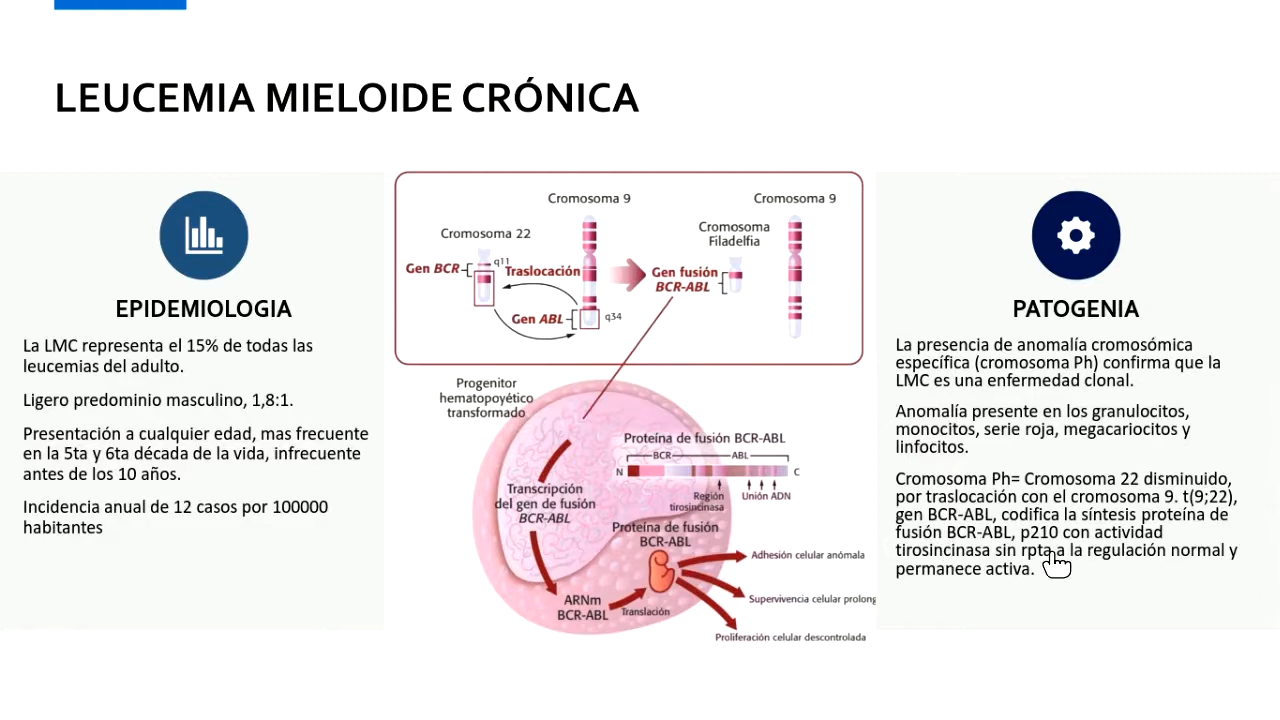 LEUCEMIA MIELOIDE CRÓNICA
EPIDEMIOLOGIA
La LMC representa el 15% de todas las
leucemias del adulto.
Ligero predominio masculino, 1,8:1.
Presentación a cualquier edad, mas frecuente
en la 5ta y 6ta década de la vida, infrecuente
antes de los 10 años.
Incidencia anual de 12 casos por 100000
habitantes
Cromosoma 9
Cromosoma 22
Gen BCR
q11
Traslocación
Gen ABL
q34
Cromosoma 9
Cromosoma
Filadelfia
Gen fusión
BCR-ABL
Progenitor
hematopoyético
transformado
Proteína de fusión BCR-ABL
BCR
ABL
N
C
Región
tirosincinasa
Unión ADN
Transcripción
del gen de fusión
BCR-ABL
Proteína de fusión
BCR-ABL
ARNm
BCR-ABL
Translación
Adhesión celular anómala
Supervivencia celular prolong
Proliferación celular descontrolada
PATOGENIA
La presencia de anomalía cromosómica
específica (cromosoma Ph) confirma que la
LMC es una enfermedad clonal.
Anomalía presente en los granulocitos,
monocitos, serie roja, megacariocitos y
linfocitos.
Cromosoma Ph= Cromosoma 22 disminuido,
por traslocación con el cromosoma 9. t(9;22),
gen BCR-ABL, codifica la síntesis proteína de
fusión BCR-ABL, p210 con actividad
tirosincinasa sin rpta a la regulación normal y
permanece activa.